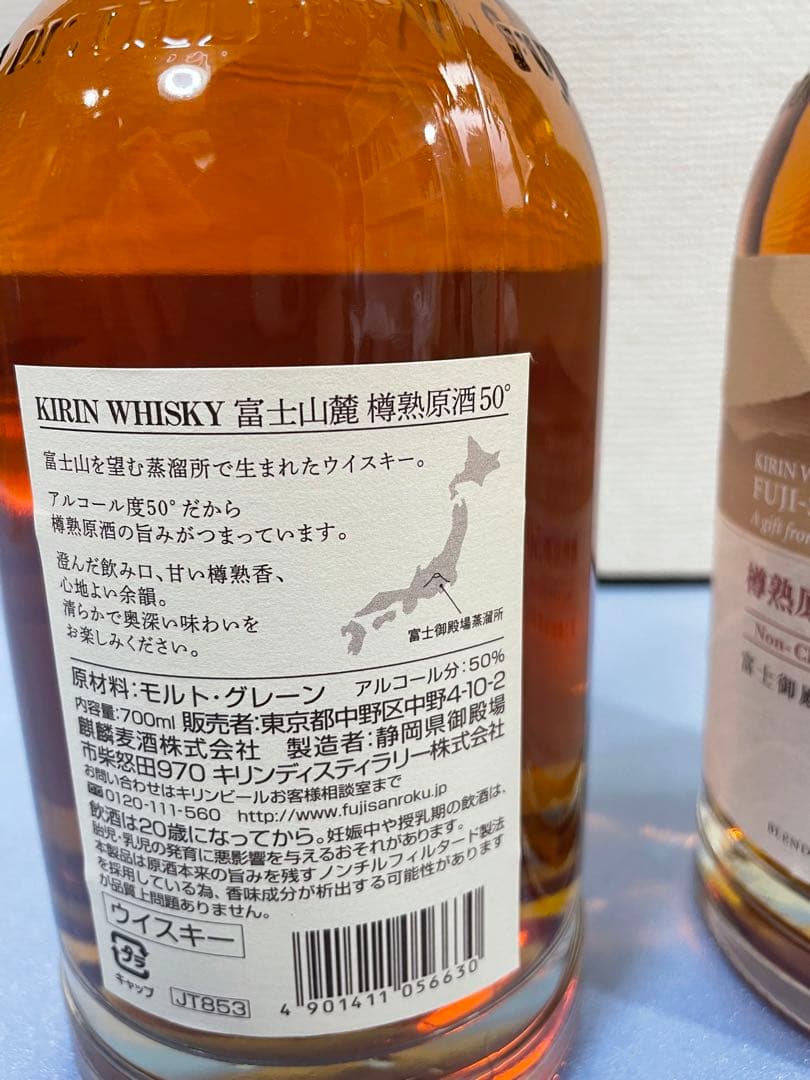 KIRIN WHISKY 富士山麓 樽熟原酒50°
富士山を望む蒸溜所で生まれたウイスキー。
アルコール度50°だから
樽熟原酒の旨みがつまっています。
澄んだ飲み口、甘い樽熟香、
心地よい余韻。
清らかで奥深い味わいを
お楽しみください。
富士御殿場蒸溜所
原材料:モルト・グレーン アルコール分:50%
内容量:700ml 販売者:東京都中野区中野4-10-2
麒麟麦酒株式会社 製造者:静岡県御殿場
市柴怒田970 キリンディスティラリー株式会社
お問い合わせはキリンビールお客様相談室まで
0120-111-560 http://www.fujisanroku.jp
飲酒は20歳になってから。妊娠中や授乳期の飲酒は、
胎児・乳児の発育に悪影響を与えるおそれがあります。
本製品は原酒本来の旨みを残すノンチルフィルタード製法
を採用している為、香味成分が析出する可能性があります
が品質上問題ありません。
ウイスキー
プラ
キャップ
JT853
4 901411 056630
KIRIN W
FUJI-
A gift from
樽熟原
Non-C
富士御殿
BLEND